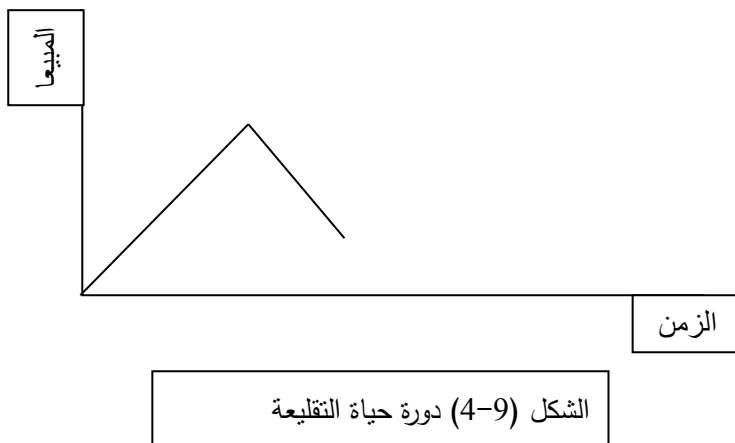 المبيعا
الزمن
الشكل (9-4) دورة حياة التقليعة